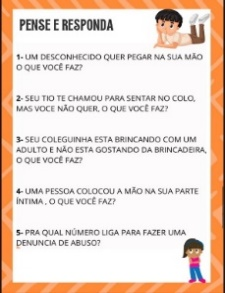 PENSE E RESPONDA
1- UM DESCONHECIDO QUER PEGAR NA SUA MÃO
O QUE VOCÊ FAZ?
2- SEU TIO TE CHAMOU PARA SENTAR NO COLO,
MAS VOCE NÃO QUER, O QUE VOCÊ FAZ?
3- SEU COLEGUINHA ESTA BRINCANDO COM UM
ADULTO E NÃO ESTA GOSTANDO DA BRINCADEIRA,
O QUE VOCÊ FAZ?
4- UMA PESSOA COLOCOU A MÃO NA SUA PARTE
ÍNTIMA , O QUE VOCÊ FAZ?
5- PRA QUAL NÚMERO LIGA PARA FAZER UMA
DENUNCIA DE ABUSO?